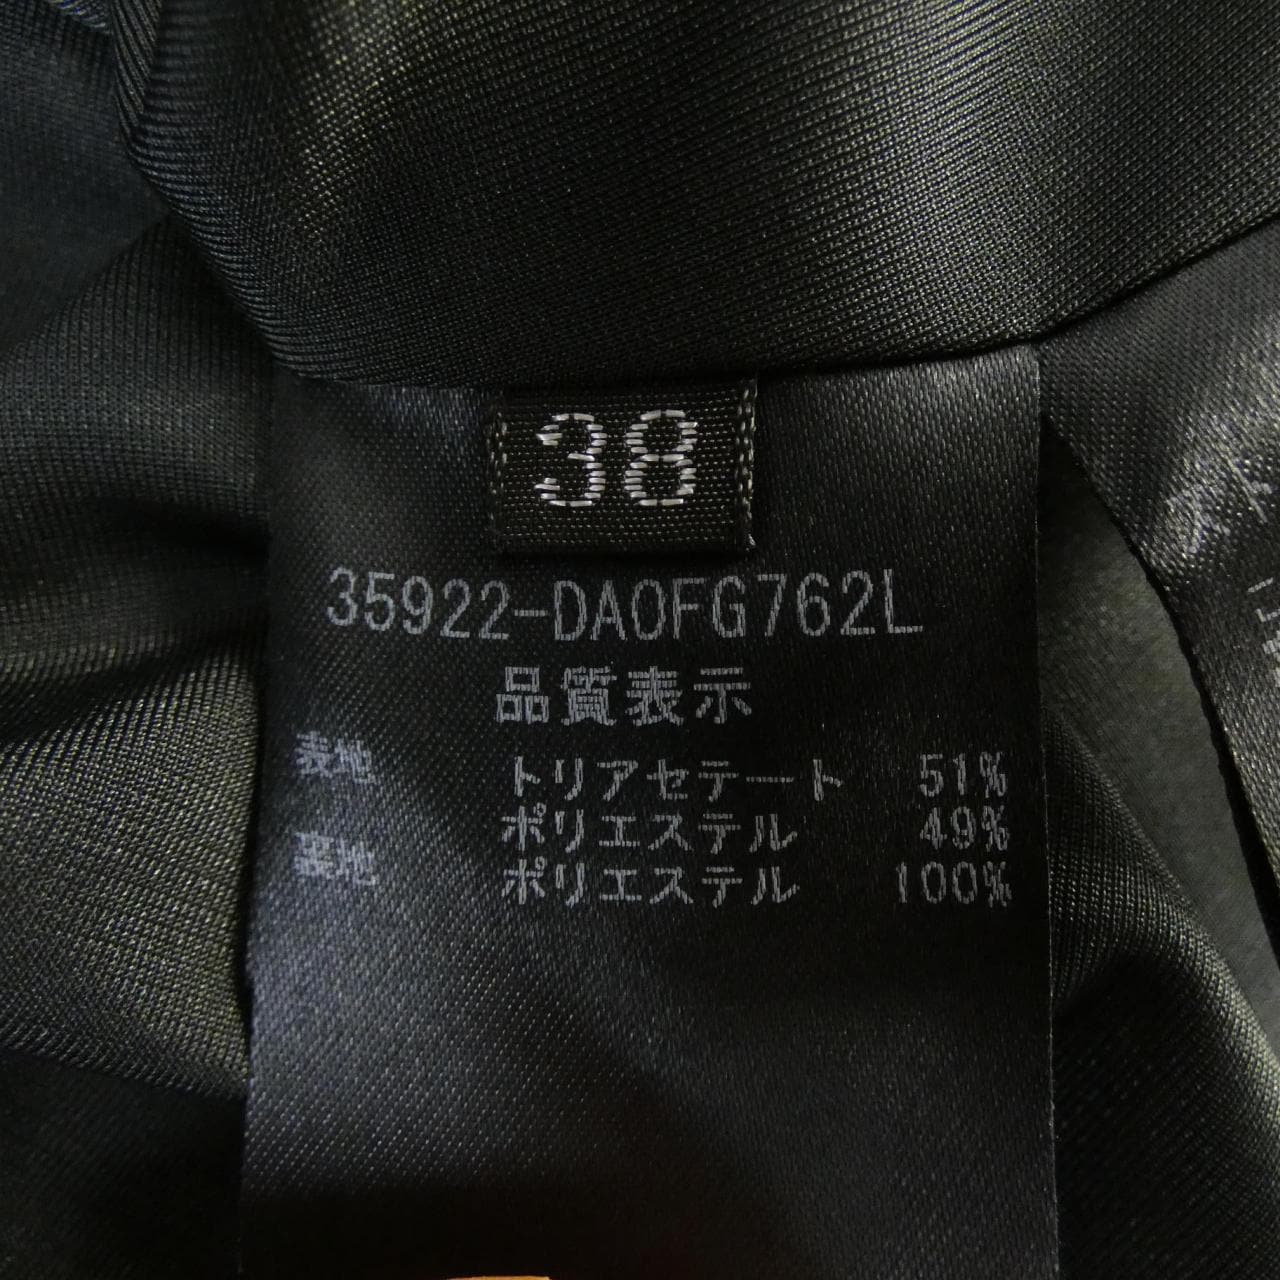 38
35922-DA0FG762L
品質表示
表地 トリアセテート 51%
ポリエステル 49%
裏地 ポリエステル 100%